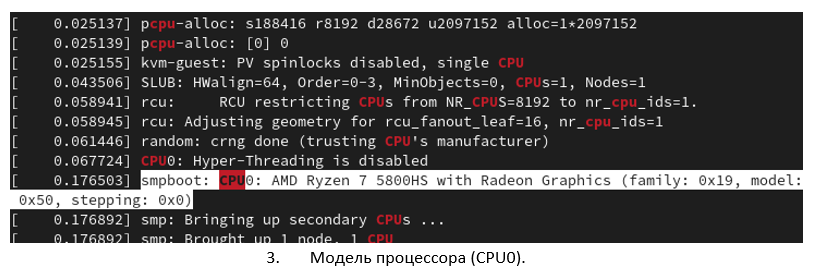 [    0.025137] pcpu-alloc: s188416 r8192 d28672 u2097152 alloc=1*2097152
[    0.025139] pcpu-alloc: [0] 0
[    0.025155] kvm-guest: PV spinlocks disabled, single CPU
[    0.043506] SLUB: HWalign=64, Order=0-3, MinObjects=0, CPUs=1, Nodes=1
[    0.058941] rcu:     RCU restricting CPUs from NR_CPUS=8192 to nr_cpu_ids=1.
[    0.058945] rcu: Adjusting geometry for rcu_fanout_leaf=16, nr_cpu_ids=1
[    0.061446] random: crng done (trusting CPU's manufacturer)
[    0.067724] CPU0: Hyper-Threading is disabled
[    0.176503] smpboot: CPU0: AMD Ryzen 7 5800HS with Radeon Graphics (family: 0x19, model:
0x50, stepping: 0x0)
[    0.176892] smp: Bringing up secondary CPUs ...
[    0.176892] smp: Brought up 1 node, 1 CPU
3. Модель процессора (CPU0).